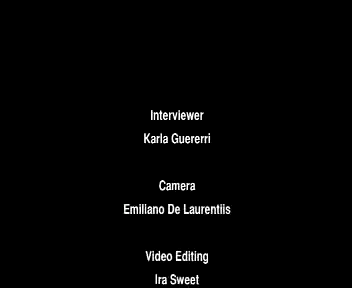 Interviewer
Karla Guererri
Camera
Emiliano De Laurentiis
Video Editing
Ira Sweet